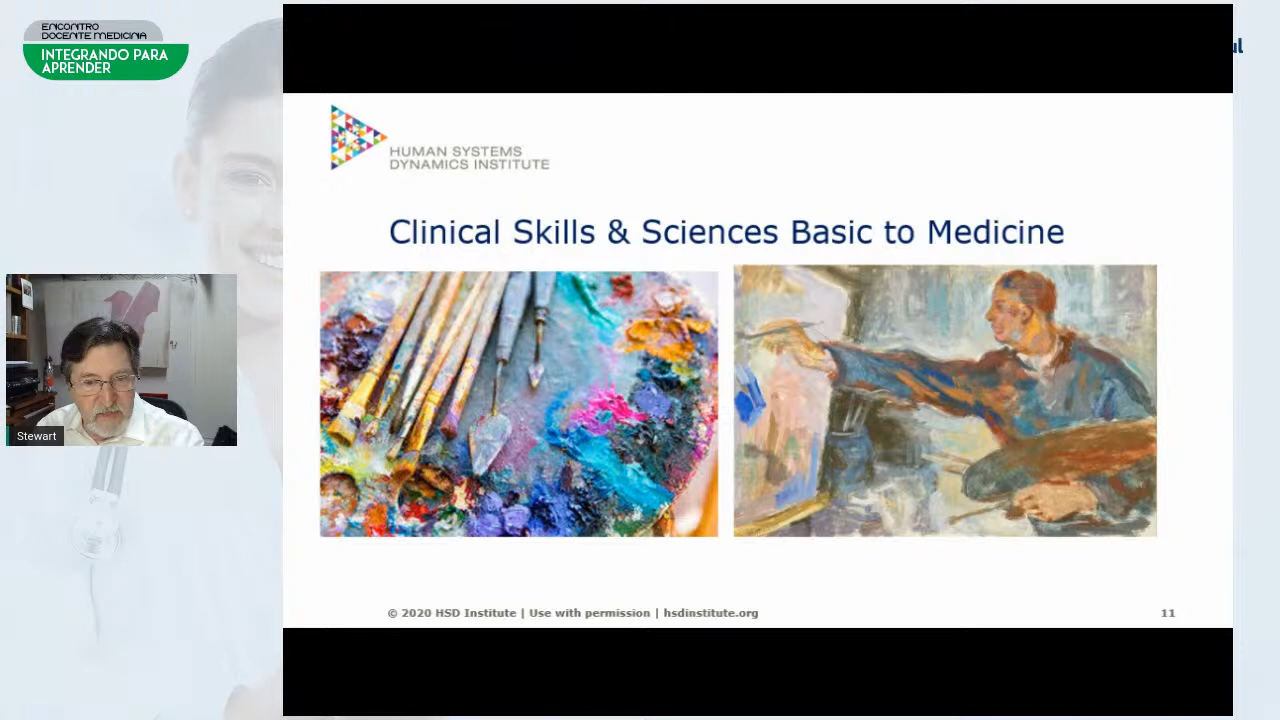 ENCONTRO
DOCENTE MEDICINA
INTEGRANDO PARA
APRENDER
ul
HUMAN SYSTEMS
DYNAMICS INSTITUTE
Clinical Skills & Sciences Basic to Medicine
Stewart
© 2020 HSD Institute | Use with permission | hsdinstitute.org
11